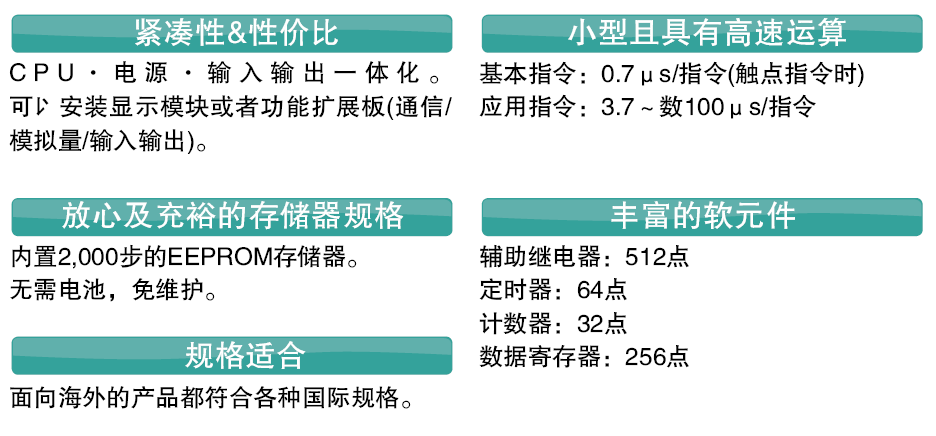 紧凑性&性价比
CPU·电源·输入输出一体化。
可以安装显示模块或者功能扩展板(通信/
模拟量/输入输出)。
小型且具有高速运算
基本指令：0.7μs/指令(触点指令时)
应用指令：3.7~数100μs/指令
放心及充裕的存储器规格
内置2,000步的EEPROM存储器。
无需电池，免维护。
丰富的软元件
辅助继电器：512点
定时器：64点
计数器：32点
数据寄存器：256点
规格适合
面向海外的产品都符合各种国际规格。